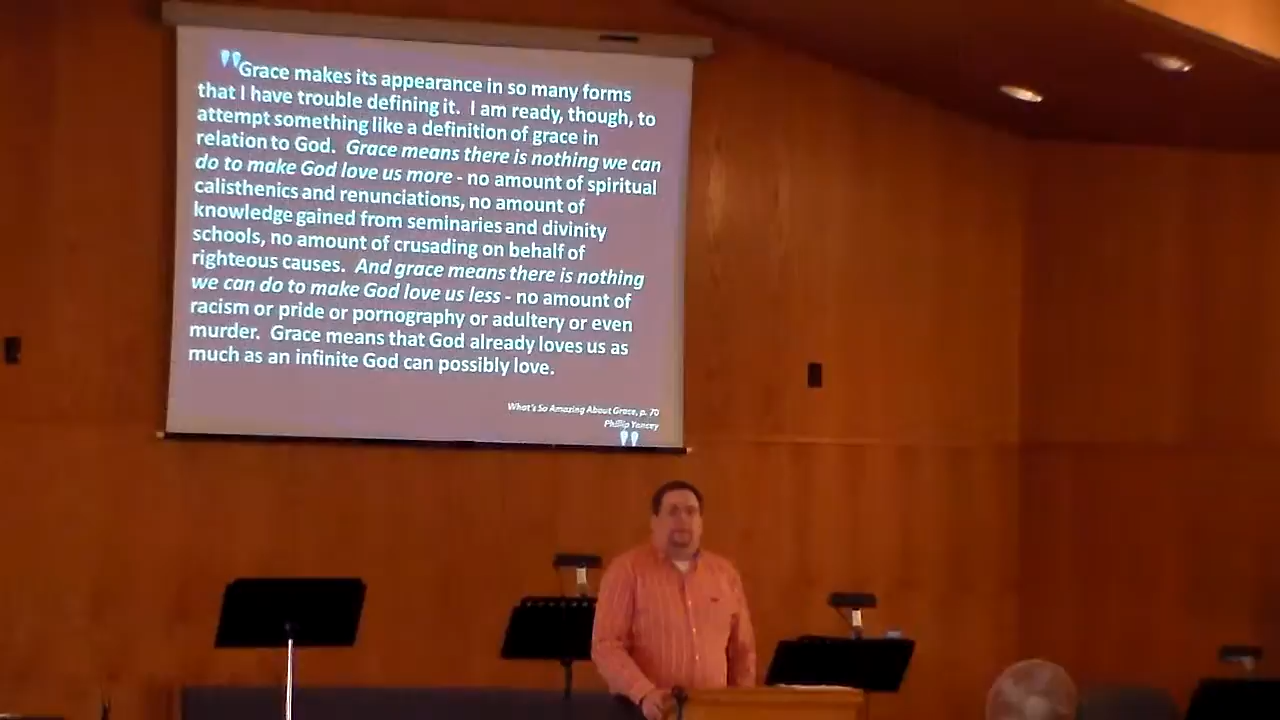 "Grace makes its appearance in so many forms
that I have trouble defining it. I am ready, though, to
attempt something like a definition of grace in
relation to God. Grace means there is nothing we can
do to make God love us more - no amount of spiritual
calisthenics and renunciations, no amount of
knowledge gained from seminaries and divinity
schools, no amount of crusading on behalf of
righteous causes. And grace means there is nothing
we can do to make God love us less - no amount of
racism or pride or pornography or adultery or even
murder. Grace means that God already loves us as
much as an infinite God can possibly love.
What's So Amazing About Grace, p. 70
Phillip Yancey
"